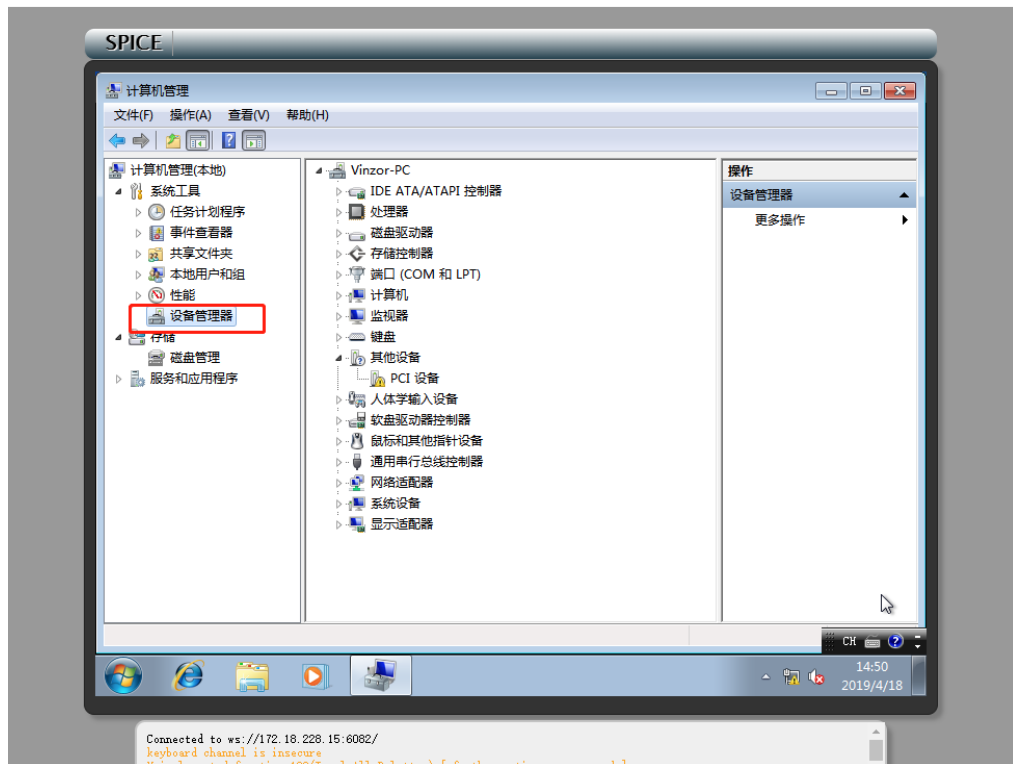 SPICE
计算机管理
文件(F) 操作(A) 查看(V) 帮助(H)
计算机管理(本地)
系统工具
任务计划程序
事件查看器
共享文件夹
本地用户和组
性能
设备管理器
存储
磁盘管理
服务和应用程序
Vinzor-PC
IDE ATA/ATAPI 控制器
处理器
磁盘驱动器
存储控制器
端口 (COM 和 LPT)
计算机
监视器
键盘
其他设备
PCI 设备
人体学输入设备
软盘驱动器控制器
鼠标和其他指针设备
通用串行总线控制器
网络适配器
系统设备
显示适配器
操作
设备管理器
更多操作
CH
14:50
2019/4/18
Connected to ws://172.18.228.15:6082/
keyboard channel is insecure